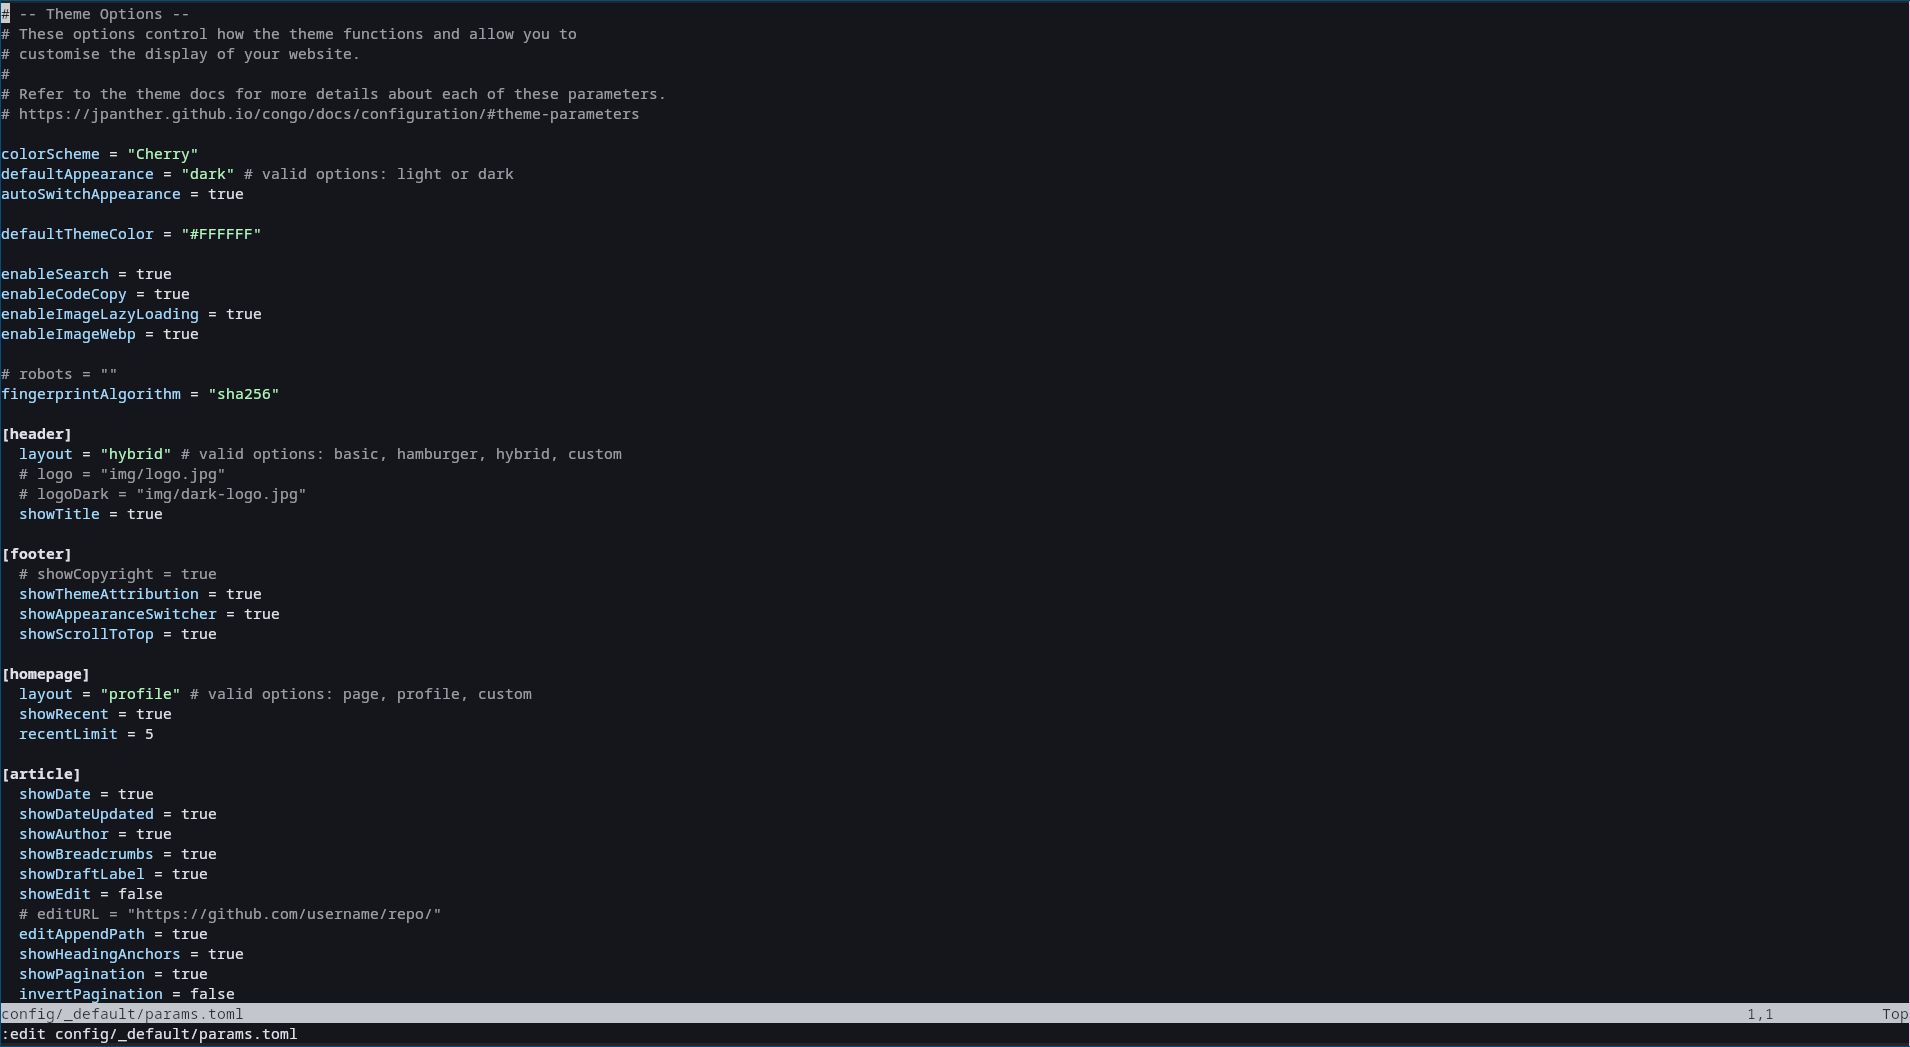 # -- Theme Options --
# These options control how the theme functions and allow you to
# customise the display of your website.
#
# Refer to the theme docs for more details about each of these parameters.
# https://jpanther.github.io/congo/docs/configuration/#theme-parameters

colorScheme = "Cherry"
defaultAppearance = "dark" # valid options: light or dark
autoSwitchAppearance = true

defaultThemeColor = "#FFFFFF"

enableSearch = true
enableCodeCopy = true
enableImageLazyLoading = true
enableImageWebp = true

# robots = ""
fingerprintAlgorithm = "sha256"

[header]
  layout = "hybrid" # valid options: basic, hamburger, hybrid, custom
  # logo = "img/logo.jpg"
  # logoDark = "img/dark-logo.jpg"
  showTitle = true

[footer]
  # showCopyright = true
  showThemeAttribution = true
  showAppearanceSwitcher = true
  showScrollToTop = true

[homepage]
  layout = "profile" # valid options: page, profile, custom
  showRecent = true
  recentLimit = 5

[article]
  showDate = true
  showDateUpdated = true
  showAuthor = true
  showBreadcrumbs = true
  showDraftLabel = true
  showEdit = false
  # editURL = "https://github.com/username/repo/"
  editAppendPath = true
  showHeadingAnchors = true
  showPagination = true
  invertPagination = false
config/_default/params.toml 1,1 Top
:edit config/_default/params.toml